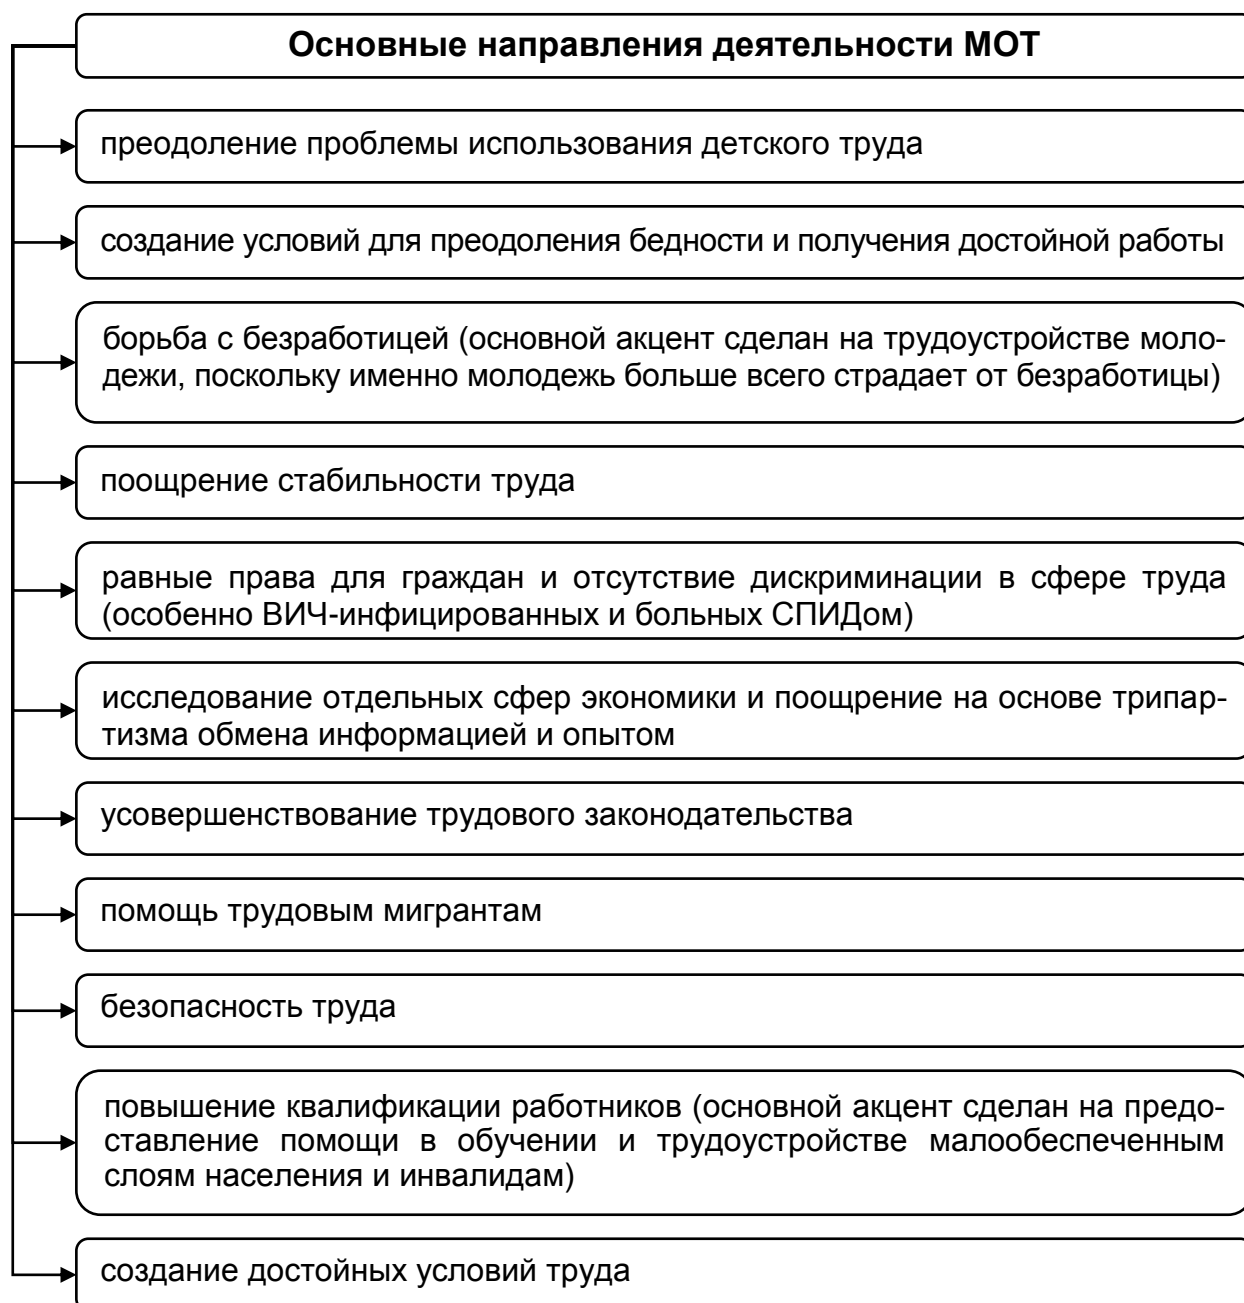 Основные направления деятельности МОТ
преодоление проблемы использования детского труда
создание условий для преодоления бедности и получения достойной работы
борьба с безработицей (основной акцент сделан на трудоустройстве моло-
дежи, поскольку именно молодежь больше всего страдает от безработицы)
поощрение стабильности труда
равные права для граждан и отсутствие дискриминации в сфере труда
(особенно ВИЧ-инфицированных и больных СПИДом)
исследование отдельных сфер экономики и поощрение на основе трипар-
тизма обмена информацией и опытом
усовершенствование трудового законодательства
помощь трудовым мигрантам
безопасность труда
повышение квалификации работников (основной акцент сделан на предо-
ставление помощи в обучении и трудоустройстве малообеспеченным
слоям населения и инвалидам)
создание достойных условий труда